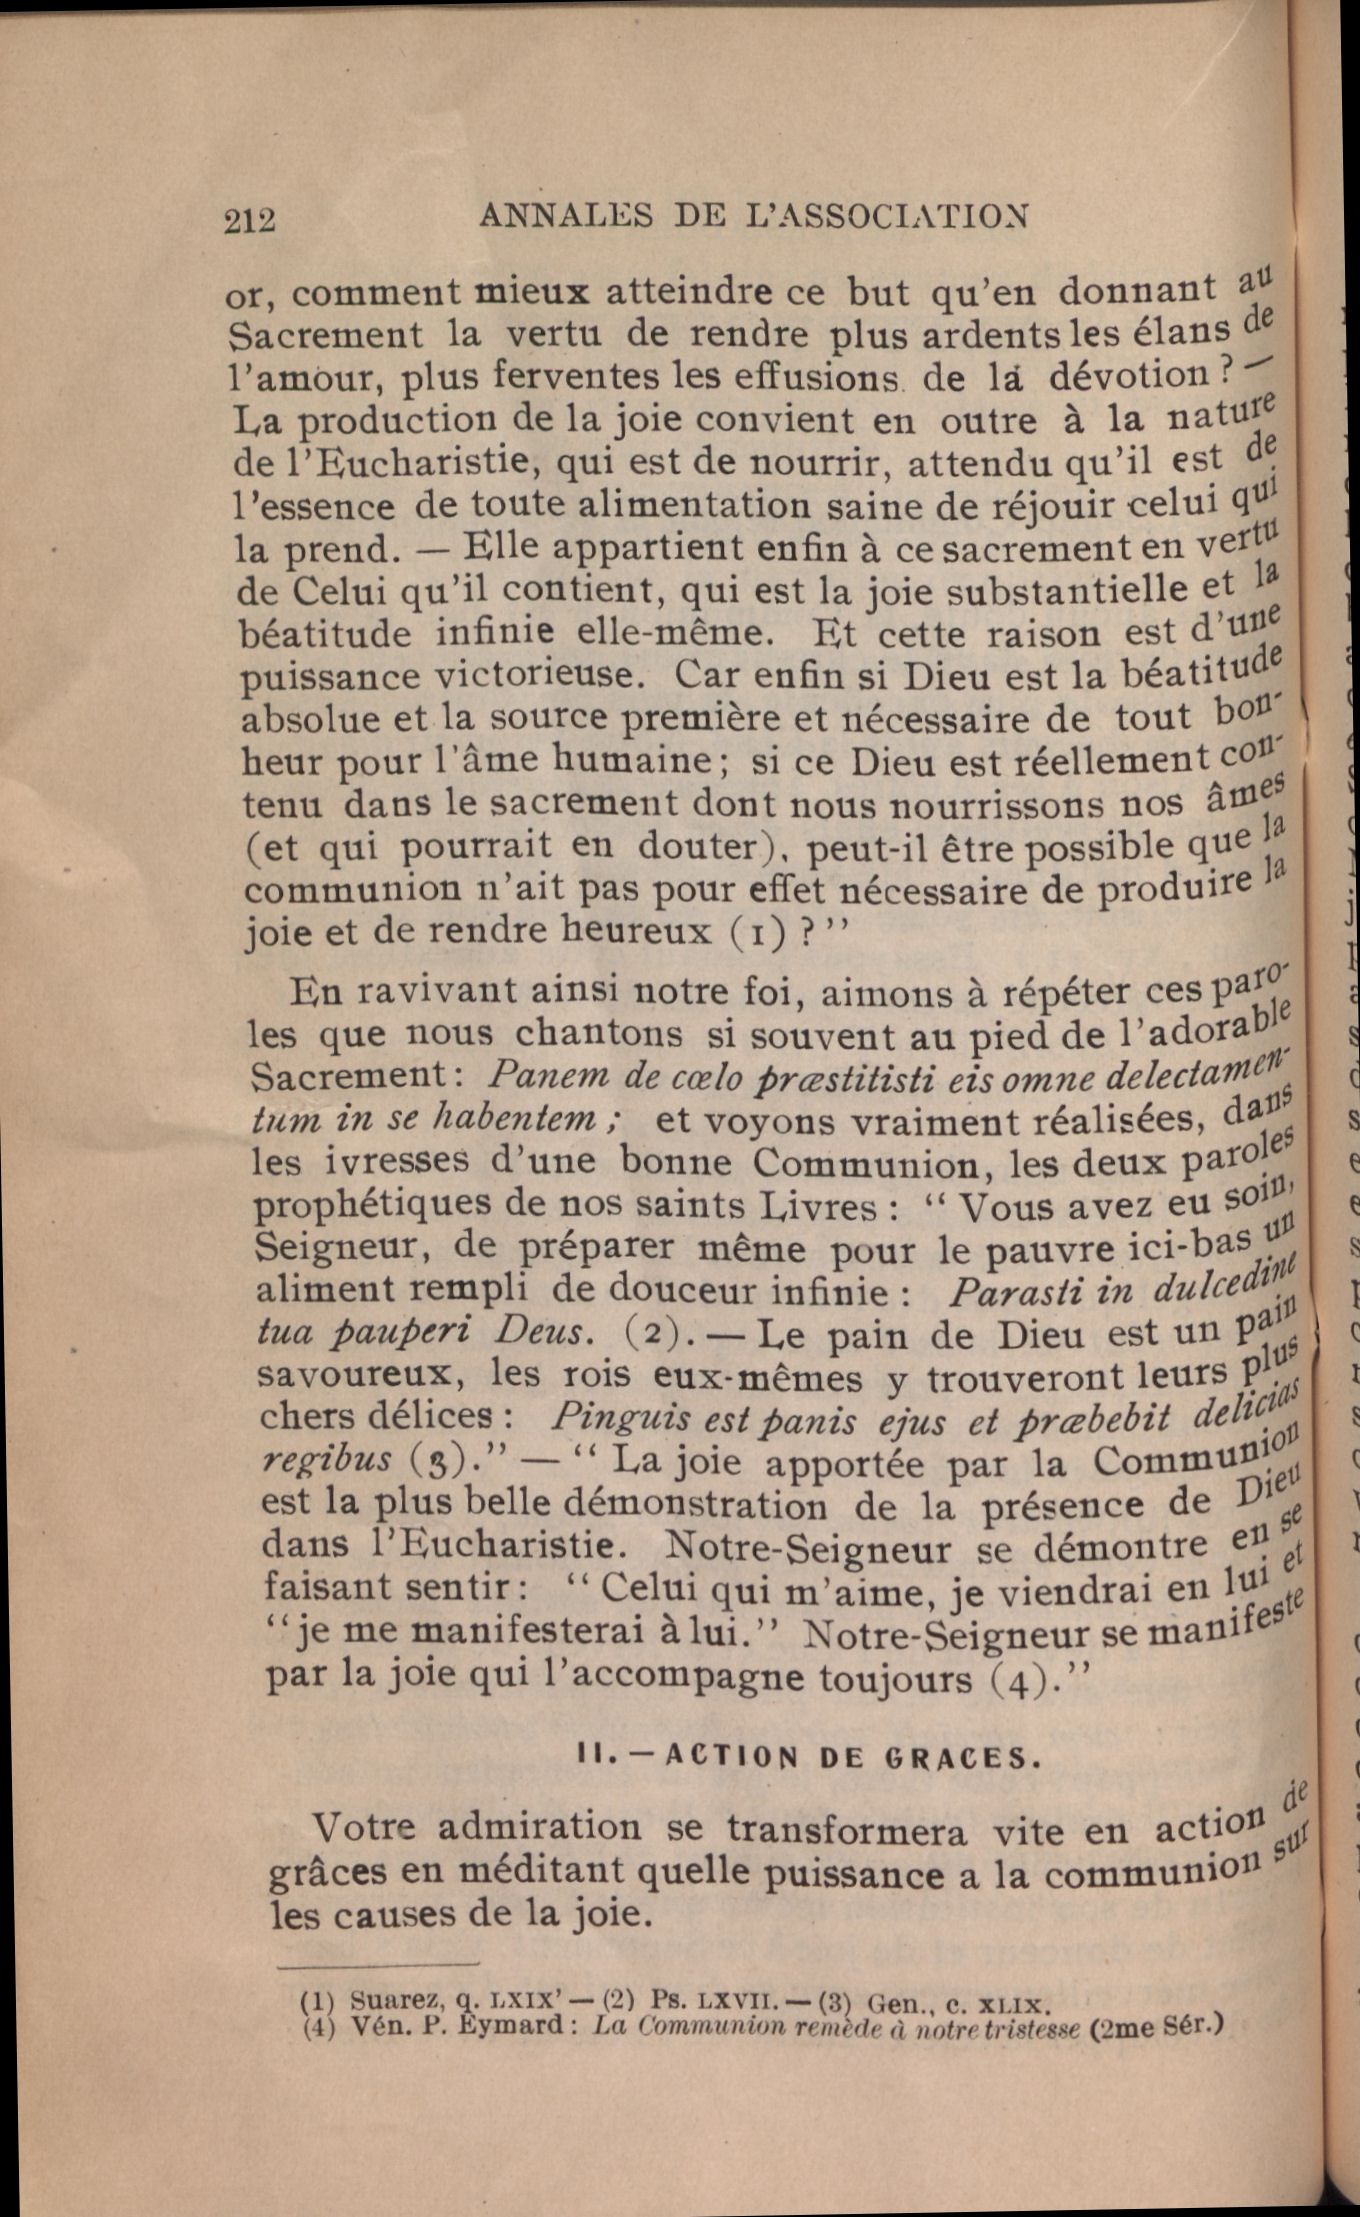 212 ANNALES DE L'ASSOCIATION
or, comment mieux atteindre ce but qu'en donnant au
Sacrement la vertu de rendre plus ardents les élans de
l'amour, plus ferventes les effusions de la dévotion ? —
La production de la joie convient en outre à la nature
de l'Eucharistie, qui est de nourrir, attendu qu'il est de
l'essence de toute alimentation saine de réjouir celui qui
la prend. — Elle appartient enfin à ce sacrement en vertu
de Celui qu'il contient, qui est la joie substantielle et la
béatitude infinie elle-même. Et cette raison est d'une
puissance victorieuse. Car enfin si Dieu est la béatitude
absolue et la source première et nécessaire de tout bon-
heur pour l'âme humaine; si ce Dieu est réellement con-
tenu dans le sacrement dont nous nourrissons nos âmes
(et qui pourrait en douter), peut-il être possible que la
communion n'ait pas pour effet nécessaire de produire la
joie et de rendre heureux (1) ?"
En ravivant ainsi notre foi, aimons à répéter ces paro-
les que nous chantons si souvent au pied de l'adorable
Sacrement: Panem de cœlo præstitisti eis omne delectamen-
tum in se habentem ; et voyons vraiment réalisées, dans
les ivresses d'une bonne Communion, les deux paroles
prophétiques de nos saints Livres : " Vous avez eu soin,
Seigneur, de préparer même pour le pauvre ici-bas un
aliment rempli de douceur infinie : Parasti in dulcedine
tua pauperi Deus. (2). — Le pain de Dieu est un pain
savoureux, les rois eux-mêmes y trouveront leurs plus
chers délices : Pinguis est panis ejus et præbebit delicias
regibus (3)." — " La joie apportée par la Communion
est la plus belle démonstration de la présence de Dieu
dans l'Eucharistie. Notre-Seigneur se démontre en se
faisant sentir: " Celui qui m'aime, je viendrai en lui et
"je me manifesterai à lui." Notre-Seigneur se manifeste
par la joie qui l'accompagne toujours (4)."
II. — ACTION DE GRACES.
Votre admiration se transformera vite en action de
grâces en méditant quelle puissance a la communion sur
les causes de la joie.
(1) Suarez, q. LXIX' — (2) Ps. LXVII. — (3) Gen., c. XLIX.
(4) Vén. P. Eymard : La Communion remède à notre tristesse (2me Sér.)